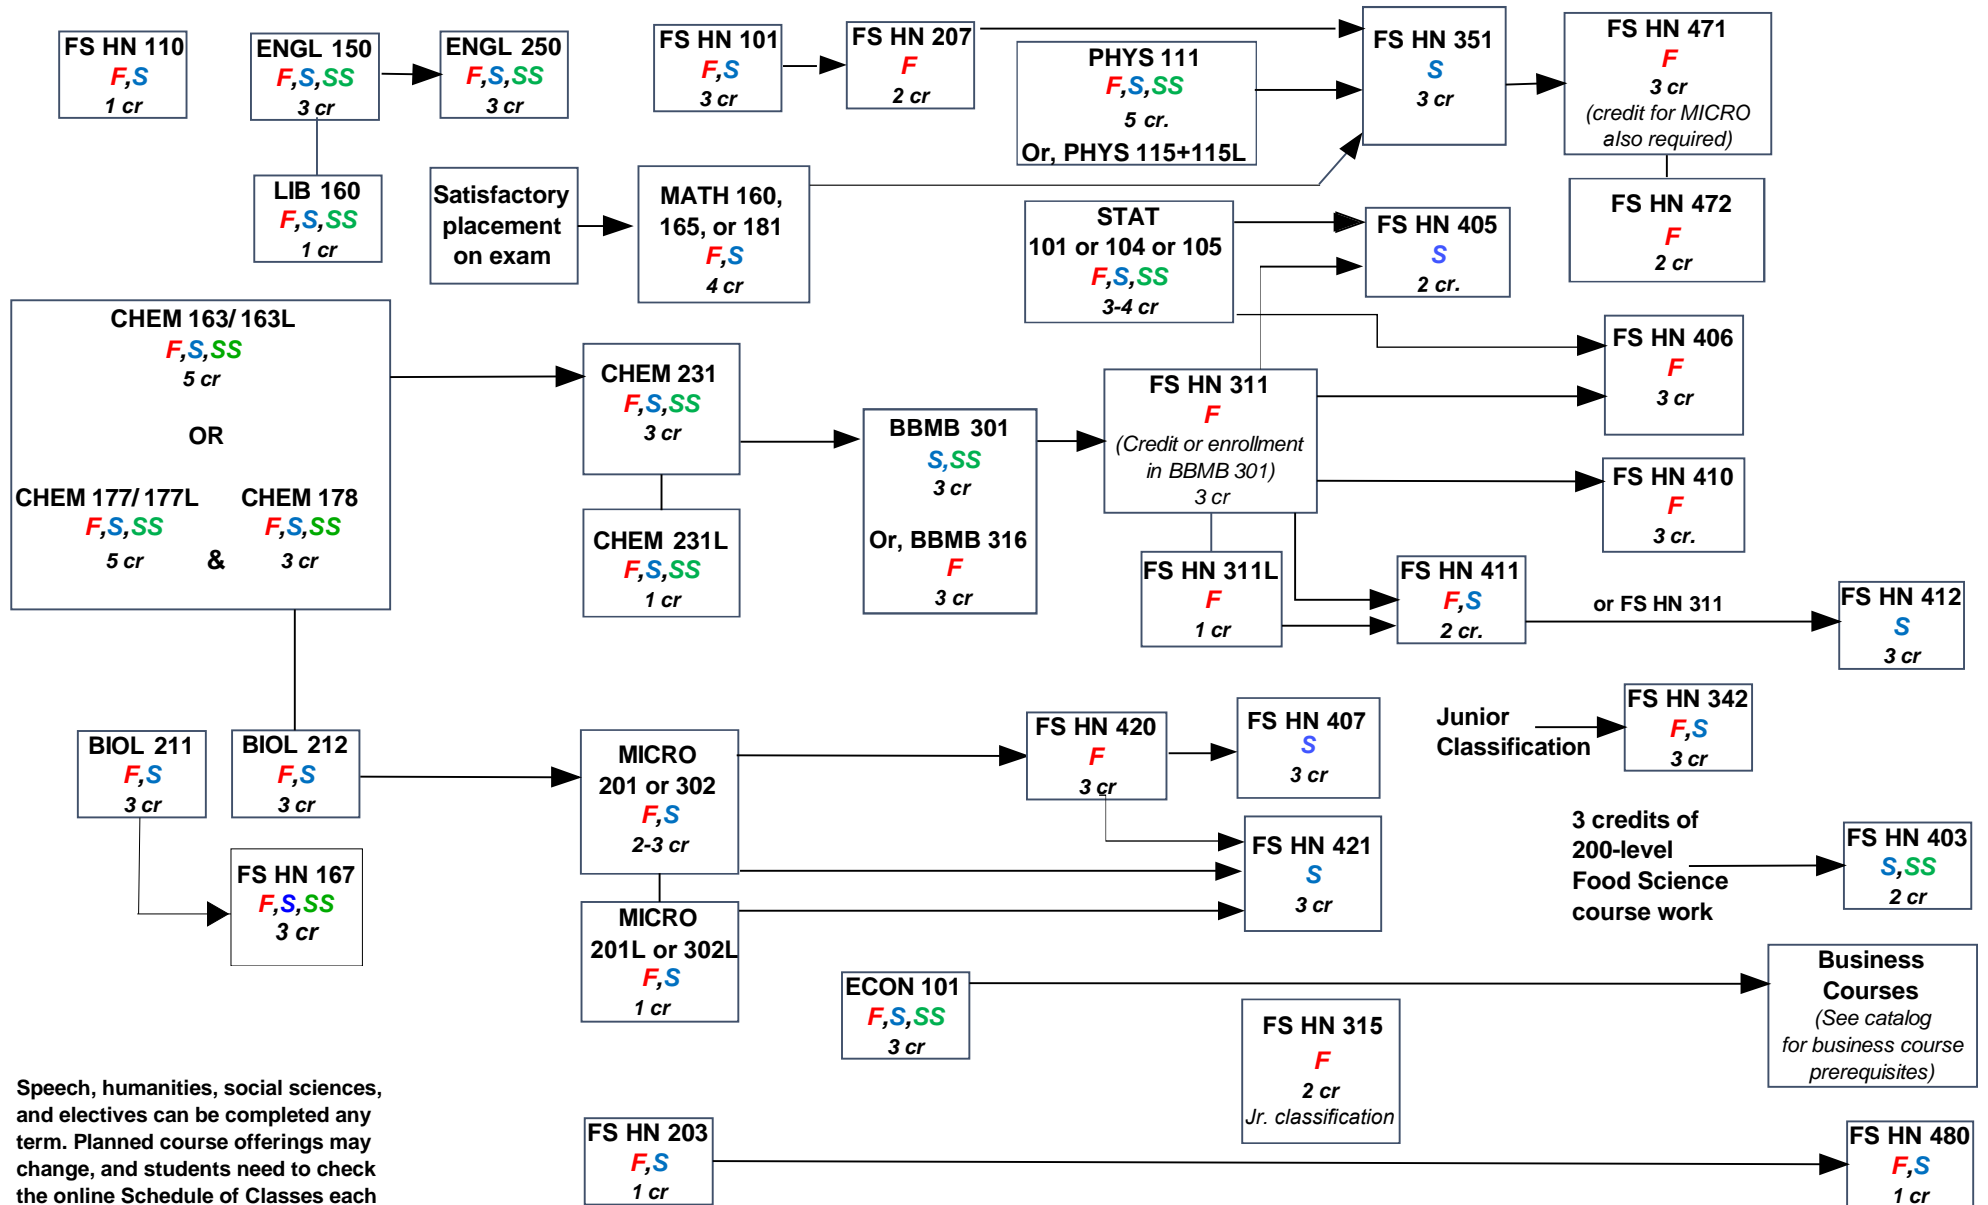 FS HN 110
F,S
1 cr
ENGL 150
F,S,SS
3 cr
ENGL 250
F,S,SS
3 cr
FS HN 101
F,S
3 cr
FS HN 207
F
2 cr
PHYS 111
F,S,SS
5 cr.
Or, PHYS 115+115L
FS HN 351
S
3 cr
FS HN 471
F
3 cr
(credit for MICRO
also required)
LIB 160
F,S,SS
1 cr
Satisfactory
placement
on exam
MATH 160,
165, or 181
F,S
4 cr
STAT
101 or 104 or 105
F,S,SS
3-4 cr
FS HN 405
S
2 cr.
FS HN 472
F
2 cr
CHEM 163/ 163L
F,S,SS
5 cr
OR
CHEM 177/ 177L
F,S,SS
5 cr
&
CHEM 178
F,S,SS
3 cr
CHEM 231
F,S,SS
3 cr
CHEM 231L
F,S,SS
1 cr
BBMB 301
S,SS
3 cr
Or, BBMB 316
F
3 cr
FS HN 311
F
(Credit or enrollment
in BBMB 301)
3 cr
FS HN 406
F
3 cr
FS HN 410
F
3 cr.
FS HN 311L
F
1 cr
FS HN 411
F,S
2 cr.
or FS HN 311
FS HN 412
S
3 cr
BIOL 211
F,S
3 cr
BIOL 212
F,S
3 cr
MICRO
201 or 302
F,S
2-3 cr
FS HN 420
F
3 cr
FS HN 407
S
3 cr
Junior
Classification
FS HN 342
F,S
3 cr
FS HN 167
F,S,SS
3 cr
MICRO
201L or 302L
F,S
1 cr
FS HN 421
S
3 cr
3 credits of
200-level
Food Science
course work
FS HN 403
S,SS
2 cr
ECON 101
F,S,SS
3 cr
FS HN 315
F
2 cr
Jr. classification
Business
Courses
(See catalog
for business course
prerequisites)
Speech, humanities, social sciences,
and electives can be completed any
term. Planned course offerings may
change, and students need to check
the online Schedule of Classes each
FS HN 203
F,S
1 cr
FS HN 480
F,S
1 cr